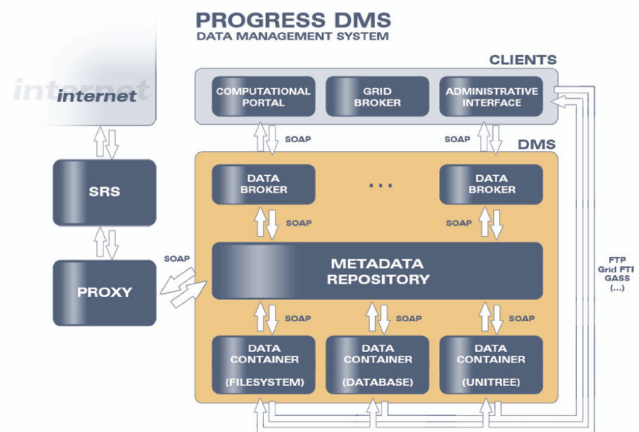 PROGRESS DMS
DATA MANAGEMENT SYSTEM
CLIENTS
internet
internet
COMPUTATIONAL
PORTAL
GRID
BROKER
ADMINISTRATIVE
INTERFACE
SOAP
SOAP
DMS
SRS
DATA
BROKER
...
DATA
BROKER
SOAP
SOAP
SOAP
METADATA
REPOSITORY
FTP
Grid FTP
GASS
(...)
PROXY
SOAP
SOAP
SOAP
DATA
CONTAINER
(FILESYSTEM)
DATA
CONTAINER
(DATABASE)
DATA
CONTAINER
(UNITREE)